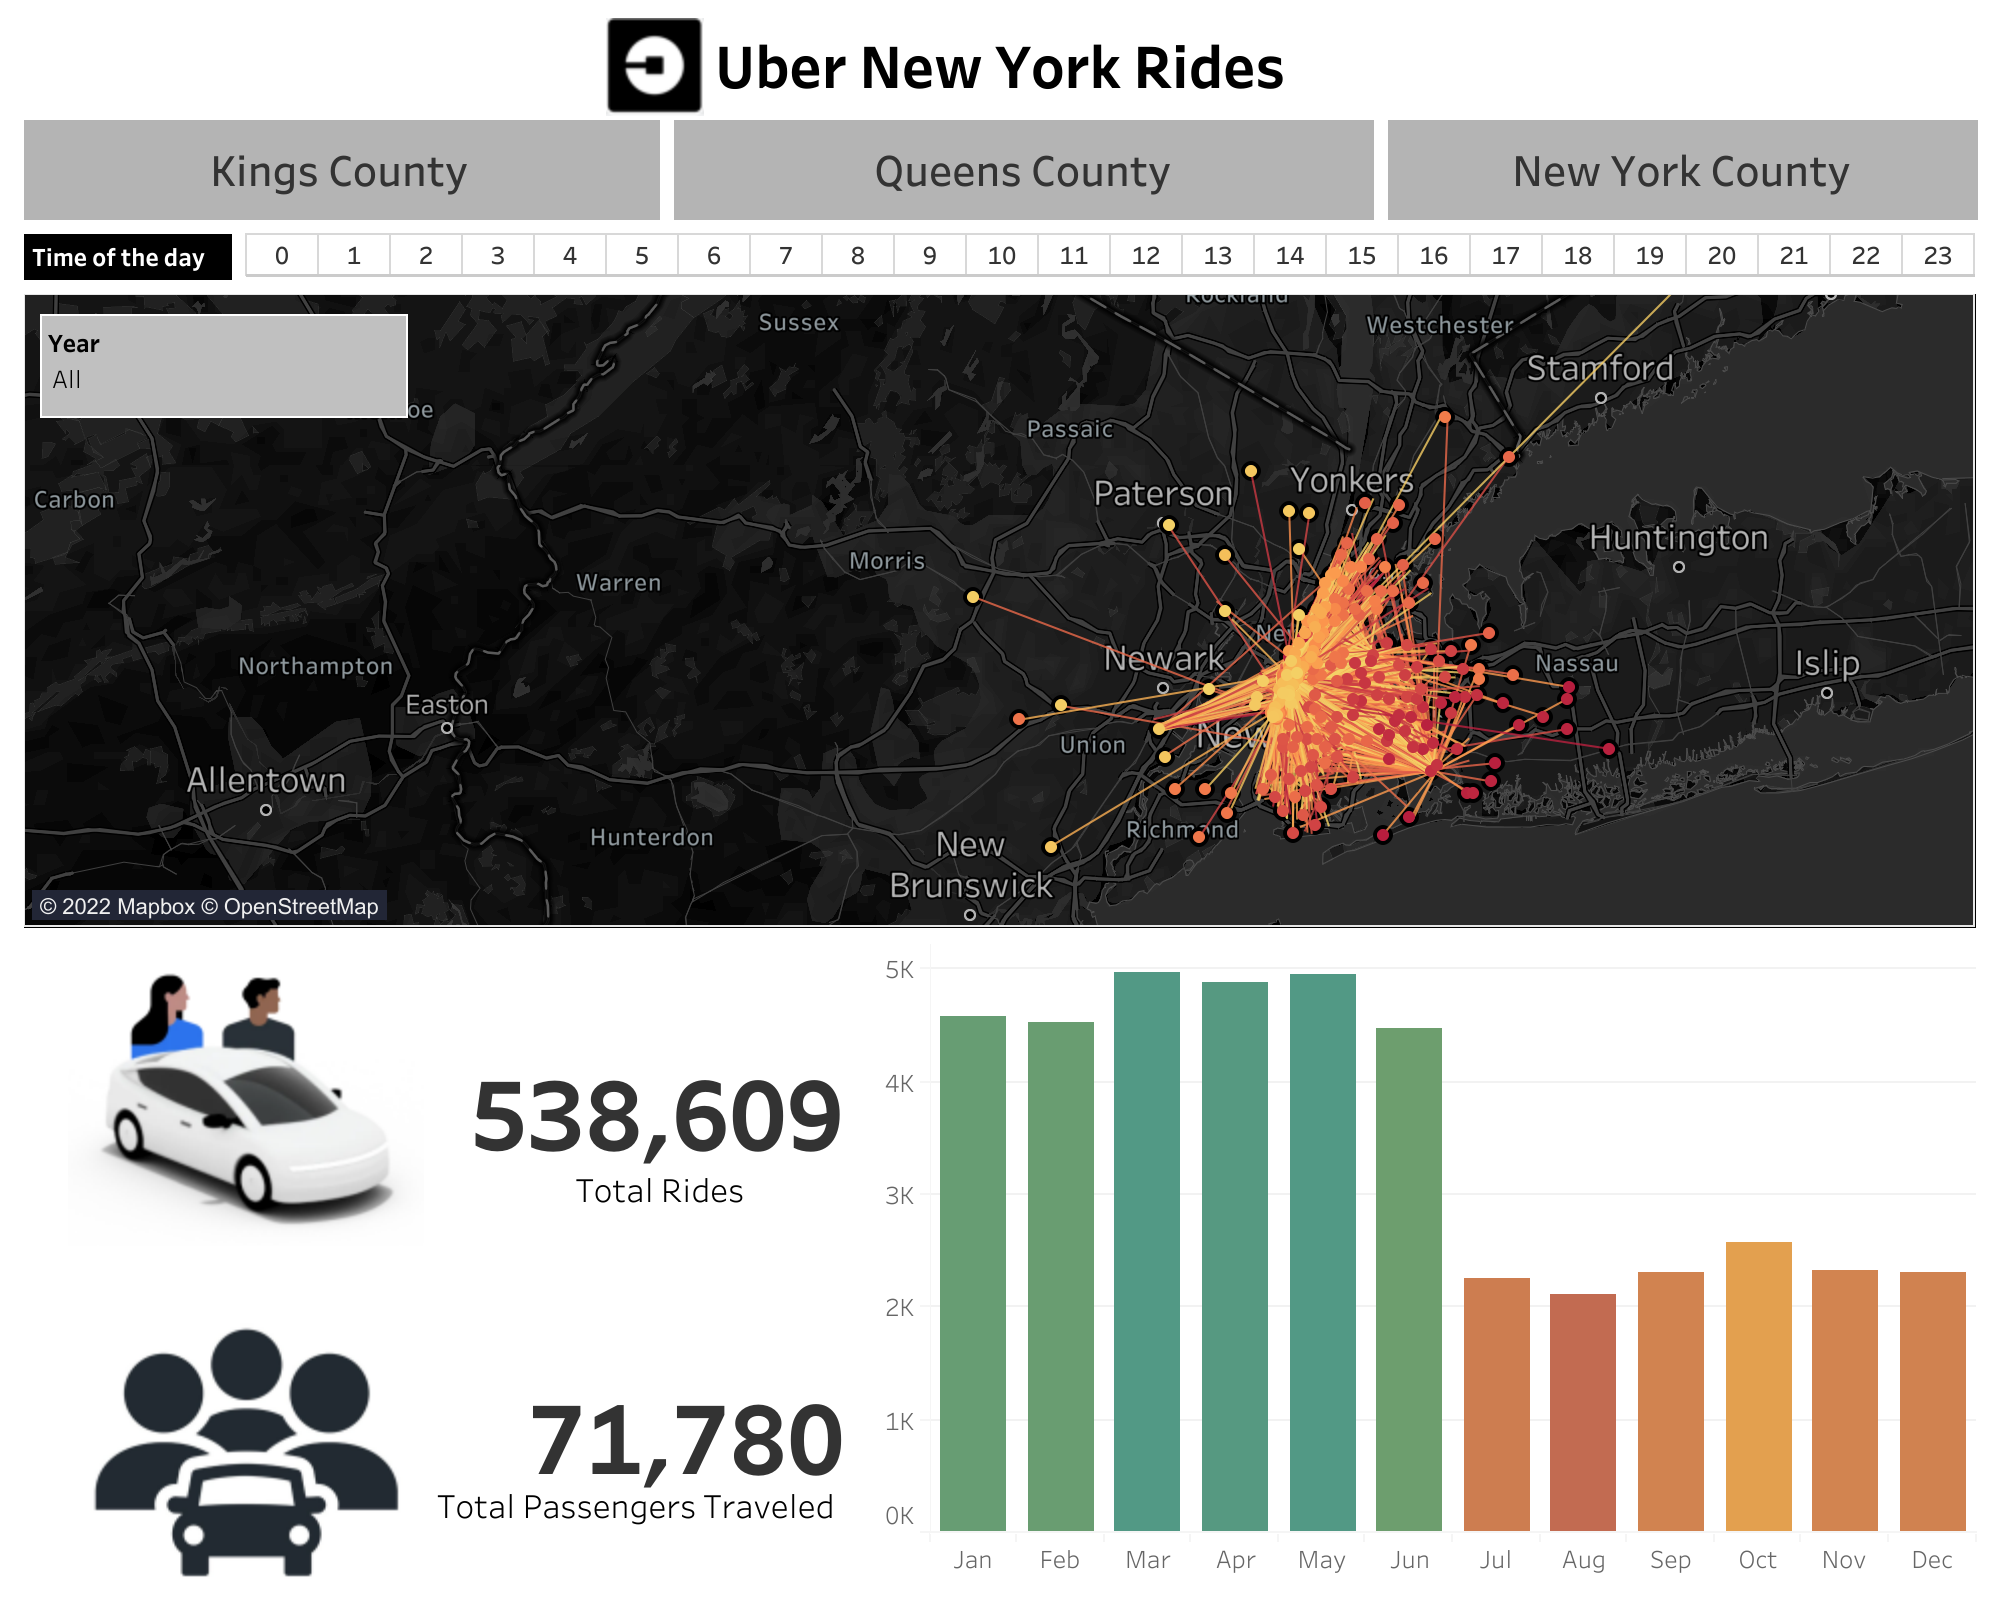 Uber New York Rides
Kings County
Queens County
New York County
Time of the day
0 1 2 3 4 5 6 7 8 9 10 11 12 13 14 15 16 17 18 19 20 21 22 23
Rockland
Sussex
Westchester
Year
All
Stamford
oe
Passaic
Yonkers
Paterson
Carbon
Huntington
Morris
Warren
Ne
Newark
Nassau
Islip
Northampton
Easton
New
Union
Allentown
Richmond
Hunterdon
New
Brunswick
© 2022 Mapbox © OpenStreetMap
538,609
Total Rides
71,780
Total Passengers Traveled
5K
4K
3K
2K
1K
0K
Jan Feb Mar Apr May Jun Jul Aug Sep Oct Nov Dec